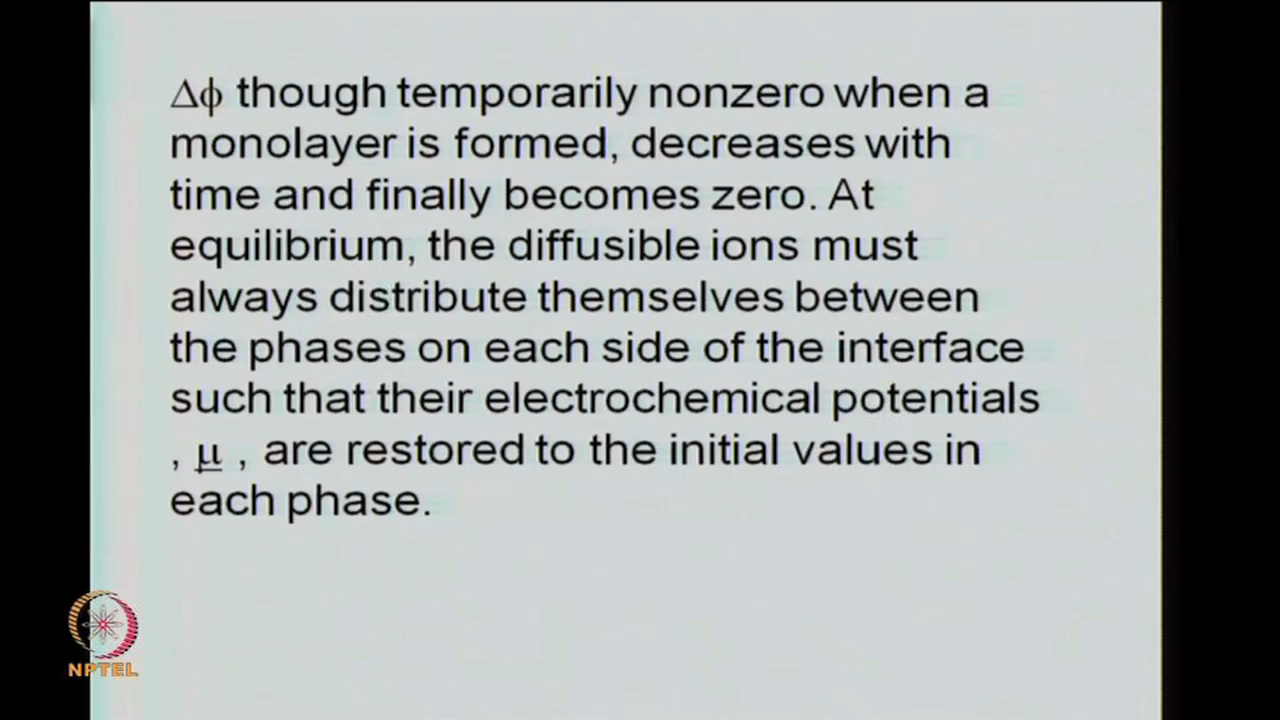 Δϕ though temporarily nonzero when a
monolayer is formed, decreases with
time and finally becomes zero. At
equilibrium, the diffusible ions must
always distribute themselves between
the phases on each side of the interface
such that their electrochemical potentials
, μ , are restored to the initial values in
each phase.
NPTEL